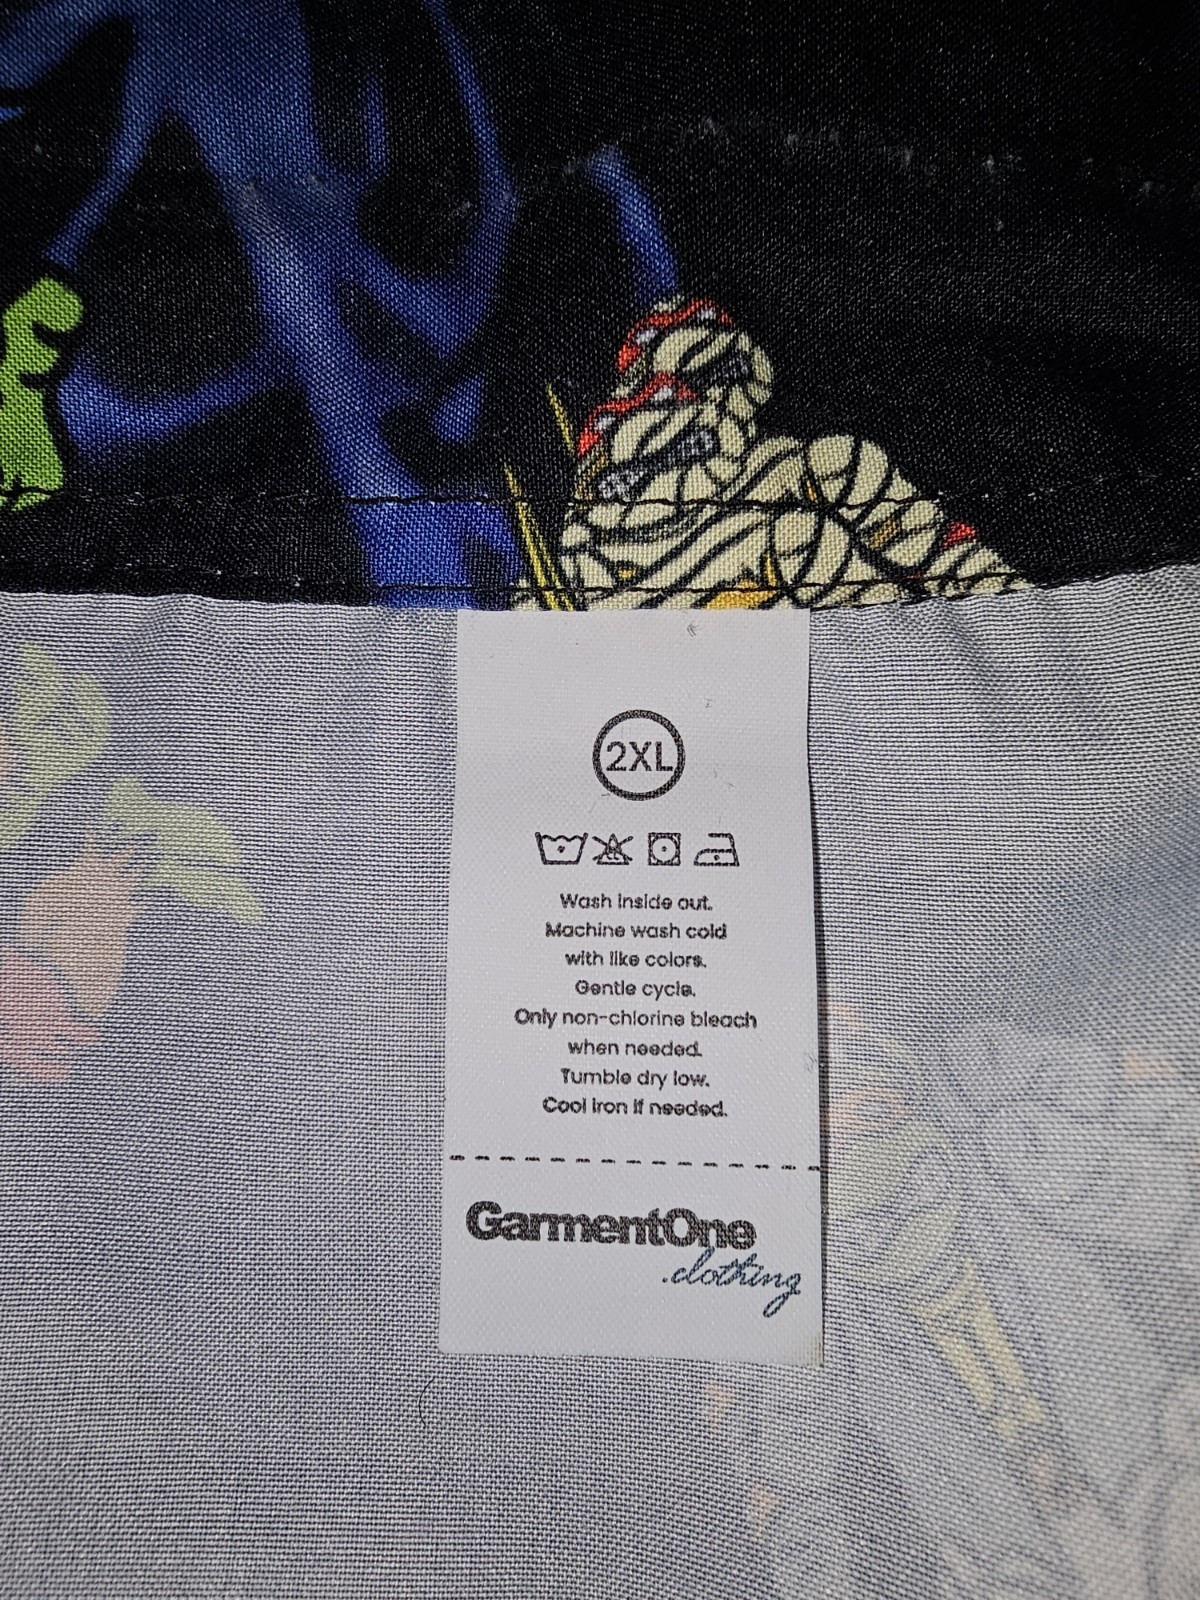 2XL
Wash inside out.
Machine wash cold
with like colors.
Gentle cycle.
Only non-chlorine bleach
when needed.
Tumble dry low.
Cool iron if needed.
GarmentOne
.clothing